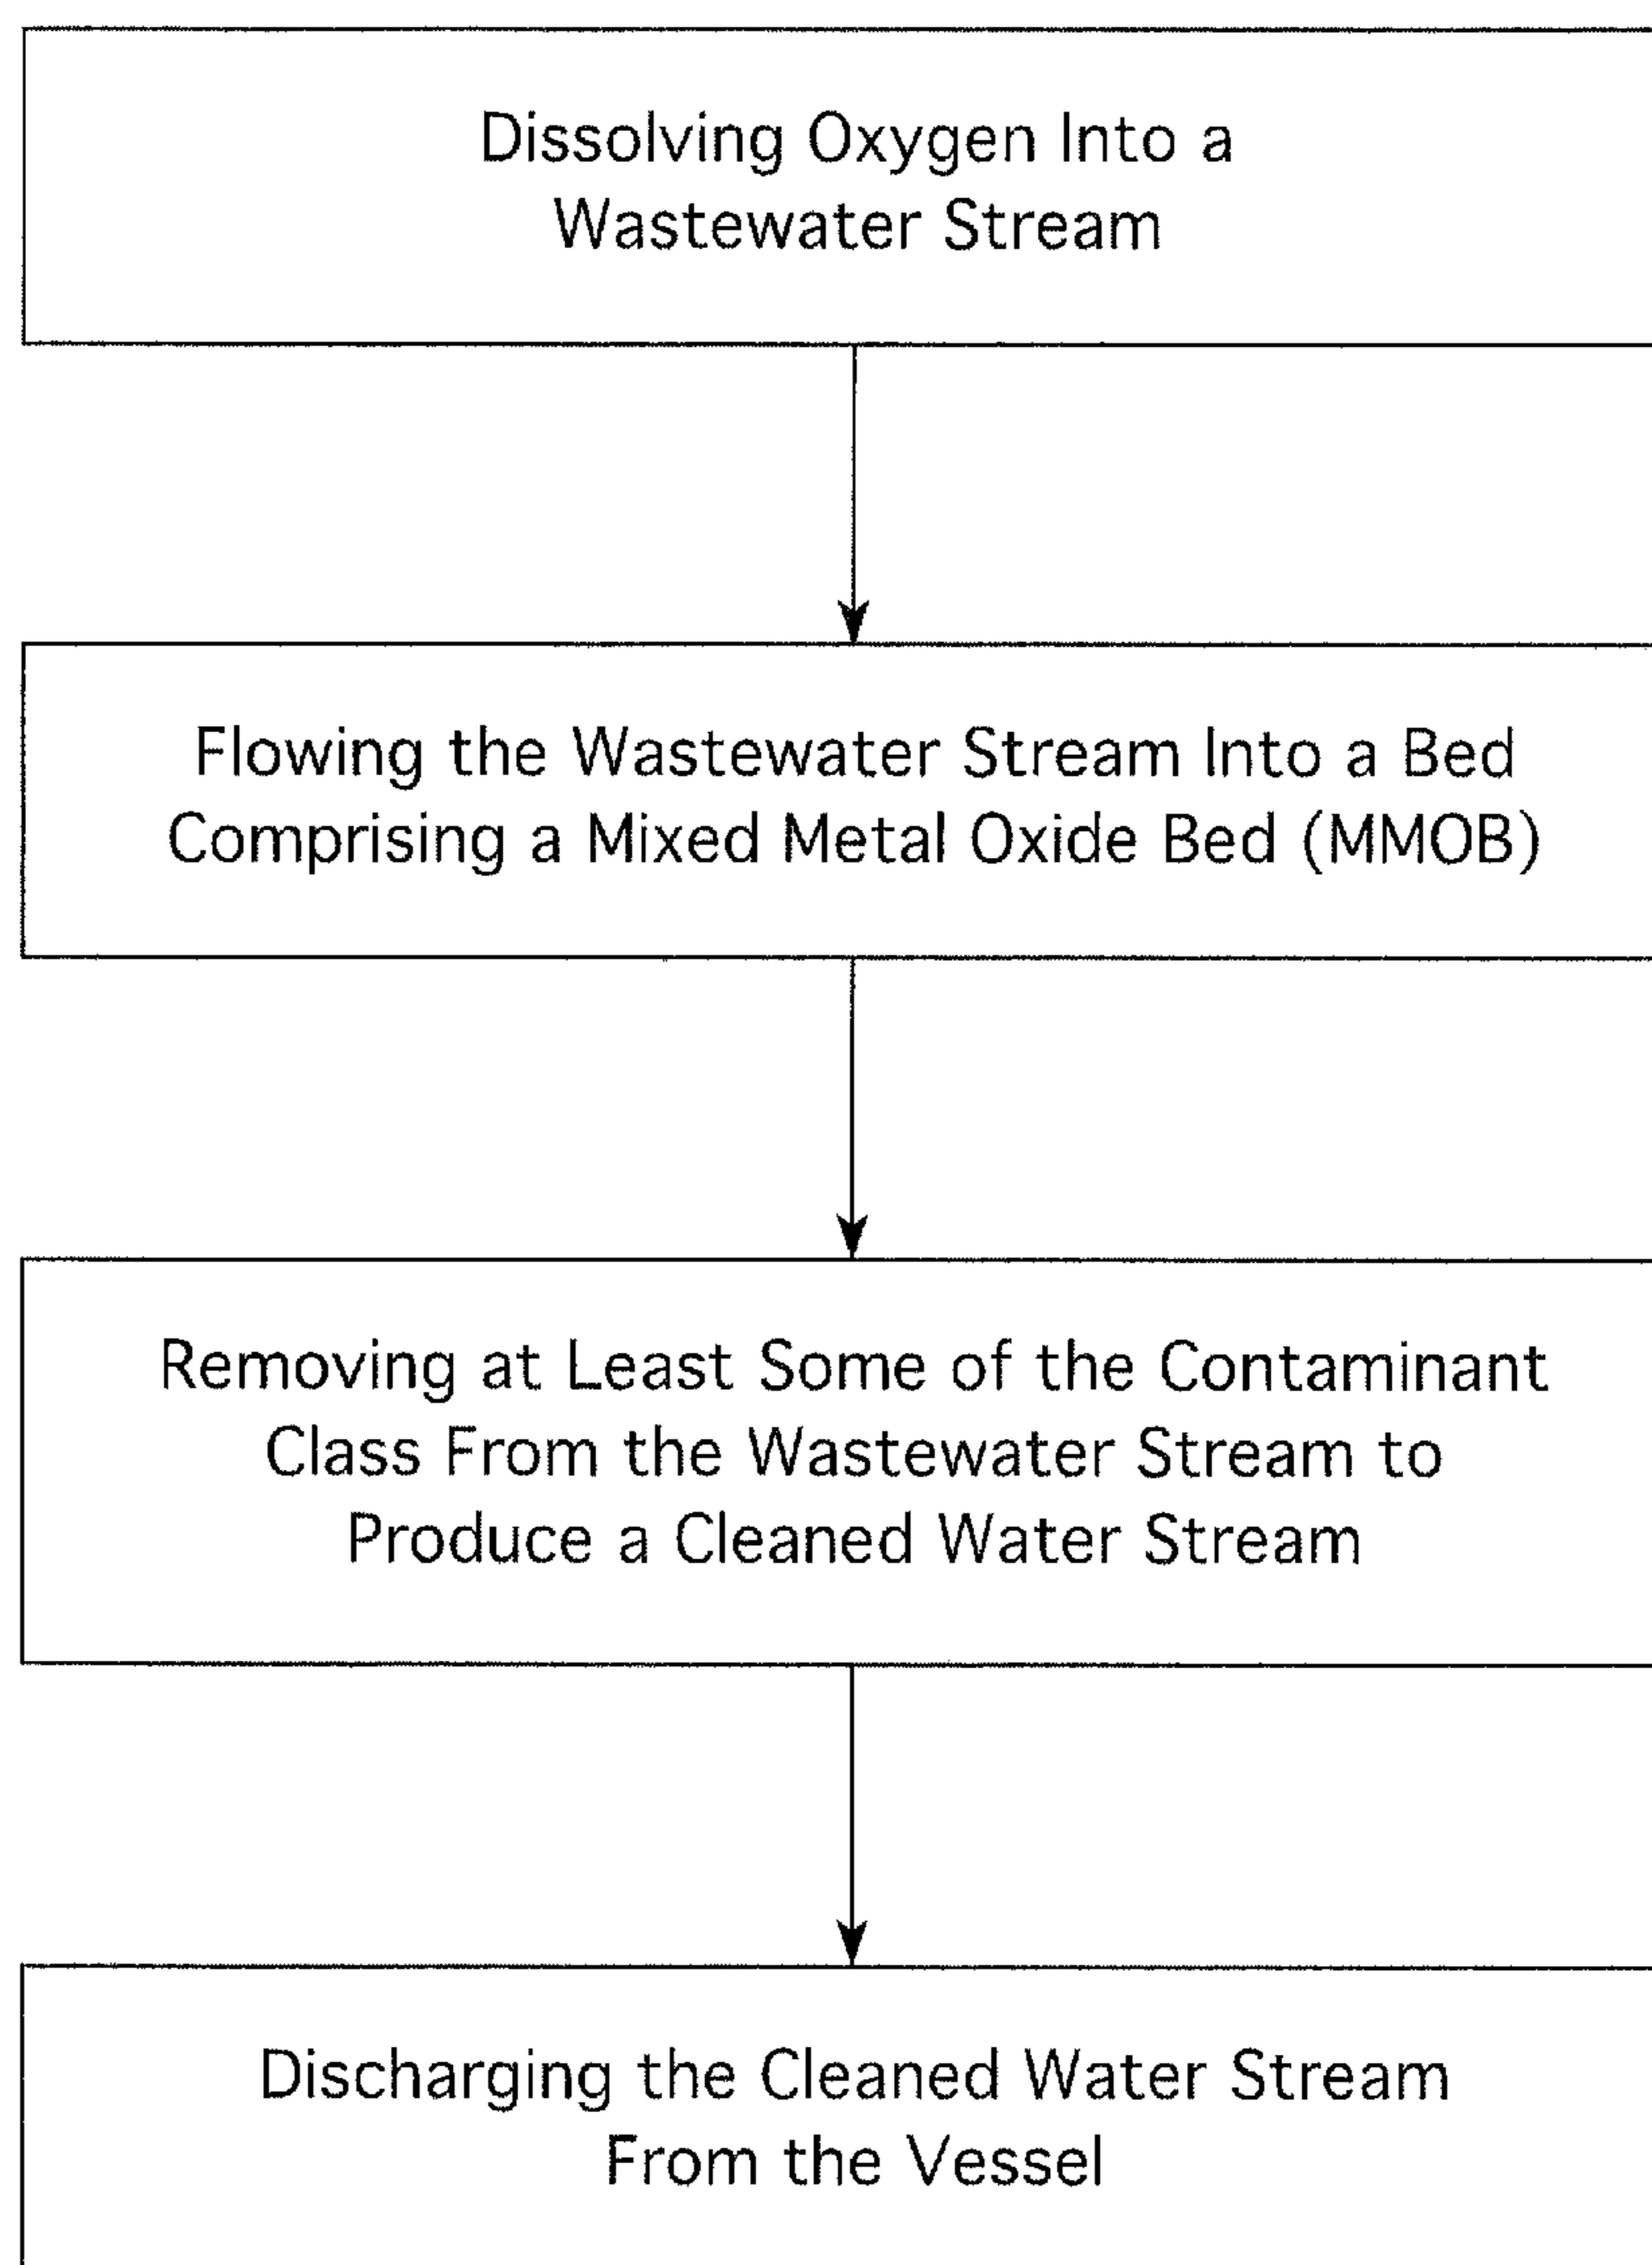 Dissolving Oxygen Into a
Wastewater Stream
Flowing the Wastewater Stream Into a Bed
Comprising a Mixed Metal Oxide Bed (MMOB)
Removing at Least Some of the Contaminant
Class From the Wastewater Stream to
Produce a Cleaned Water Stream
Discharging the Cleaned Water Stream
From the Vessel